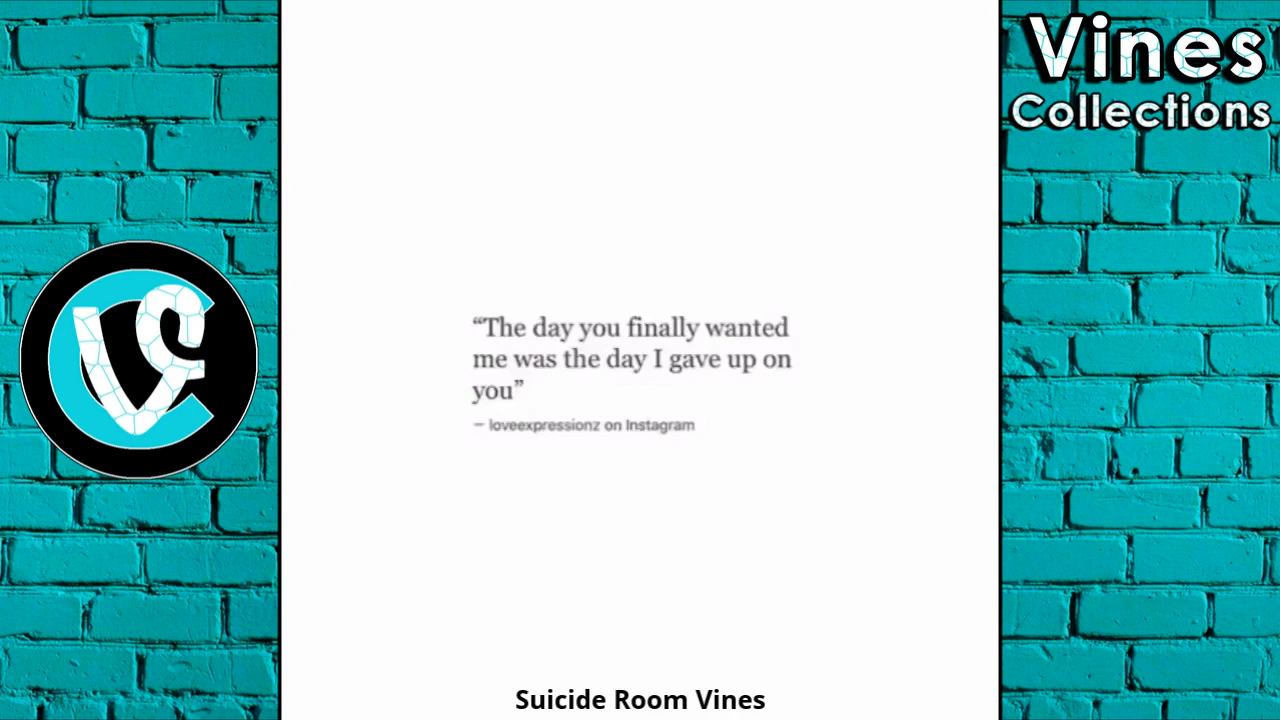 Vines
Collections
“The day you finally wanted
me was the day I gave up on
you”
— loveexpressionz on Instagram
Suicide Room Vines